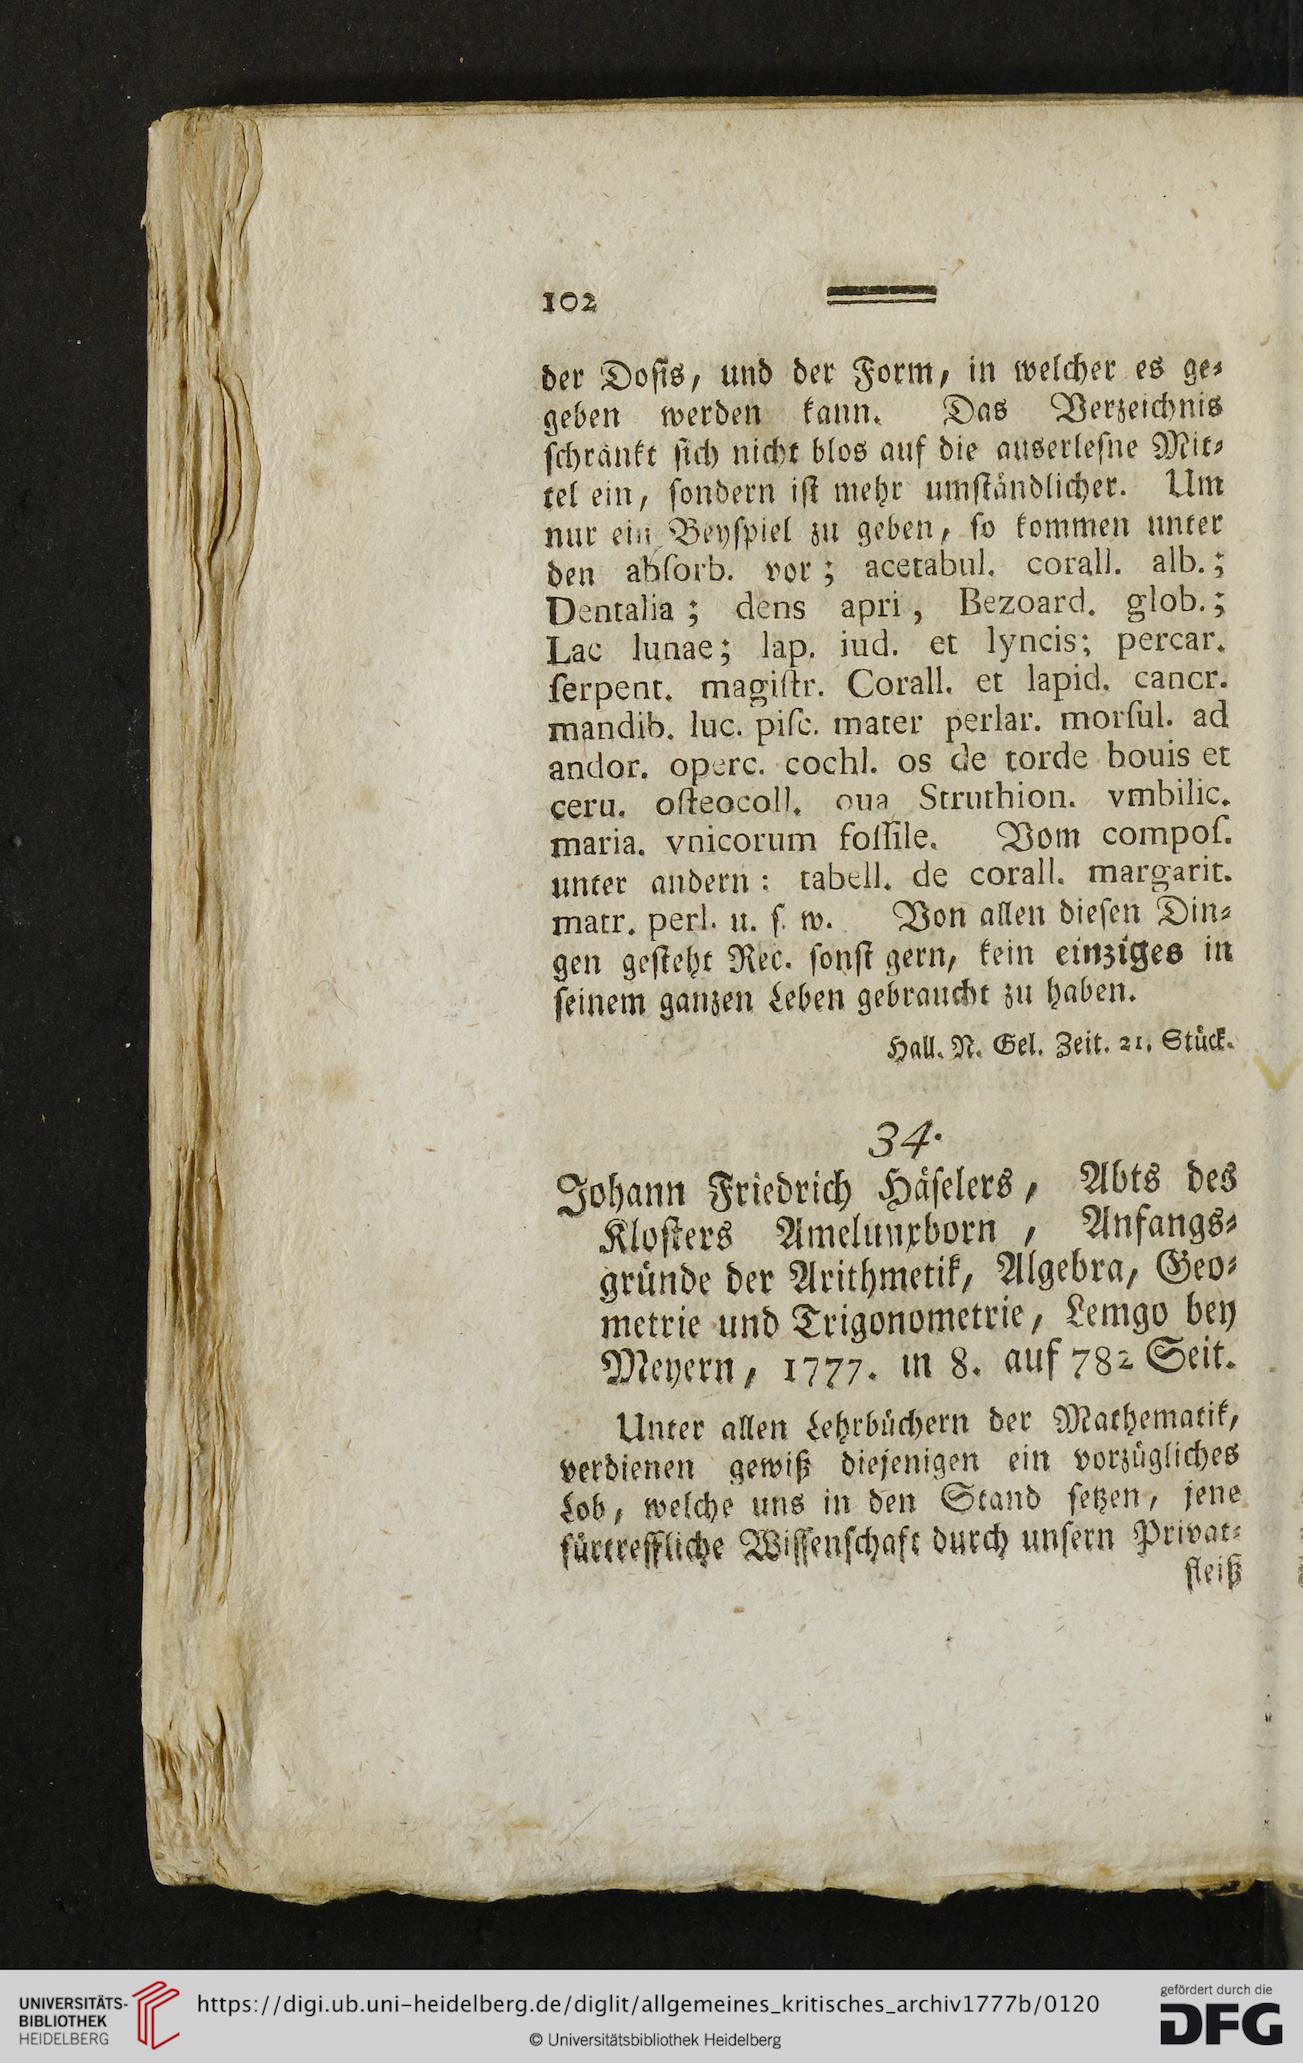 102
der Doſis, und der Form, in welcher es ge-
geben werden kann. Das Verzeichnis
ſchränkt ſich nicht blos auf die auserleſne Mit-
tel ein, ſondern iſt mehr umſtändlicher. Um
nur ein Beyſpiel zu geben, ſo kommen unter
den abſorb. vor; acetabul. corall. alb.;
Dentalia; dens apri, Bezoard. glob.;
Lac lunae; lap. iud. et lyncis; percar.
ſerpent. magiſtr. Corall. et lapid. cancr.
mandib. luc. piſc. mater perlar. morſul. ad
andor. operc. cochl. os de torde bouis et
ceru. oſteocoll. oua Struthion. vmbilic.
maria. vnicorum foſſile. Vom compoſ.
unter andern: tabell. de corall. margarit.
matr. perl. u. ſ. w. Von allen dieſen Din-
gen geſteht Rec. ſonſt gern, kein einziges in
ſeinem ganzen Leben gebraucht zu haben.
Hall. N. Gel. Zeit. 21. Stück.
34.
Johann Friedrich Häſelers, Abts des
Kloſters Amelunxborn, Anfangs-
gründe der Arithmetik, Algebra, Geo-
metrie und Trigonometrie, Lemgo bey
Meyern, 1777. in 8. auf 782 Seit.
Unter allen Lehrbüchern der Mathematik,
verdienen gewiß diejenigen ein vorzügliches
Lob, welche uns in den Stand ſetzen, jene
fürtreffliche Wiſſenſchaft durch unſern Privat-
fleiß
UNIVERSITÄTS-
BIBLIOTHEK
HEIDELBERG
https://digi.ub.uni-heidelberg.de/diglit/allgemeines_kritisches_archiv1777b/0120
© Universitätsbibliothek Heidelberg
gefördert durch die
DFG